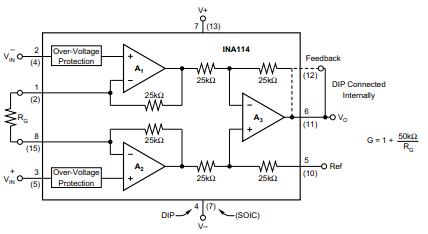 V+
7 (13)
INA114
V−IN
2
(4)
Over-Voltage
Protection
+
A1
−
25kΩ
25kΩ
Feedback
(12)
DIP Connected
Internally
1
(2)
25kΩ
RG
−
A3
+
6
(11)
VO
G = 1 + 50kΩ
RG
8
(15)
25kΩ
−
A2
+
5
(10)
Ref
3
(5)
V+IN
Over-Voltage
Protection
25kΩ
25kΩ
4 (7)
DIP
(SOIC)
V−